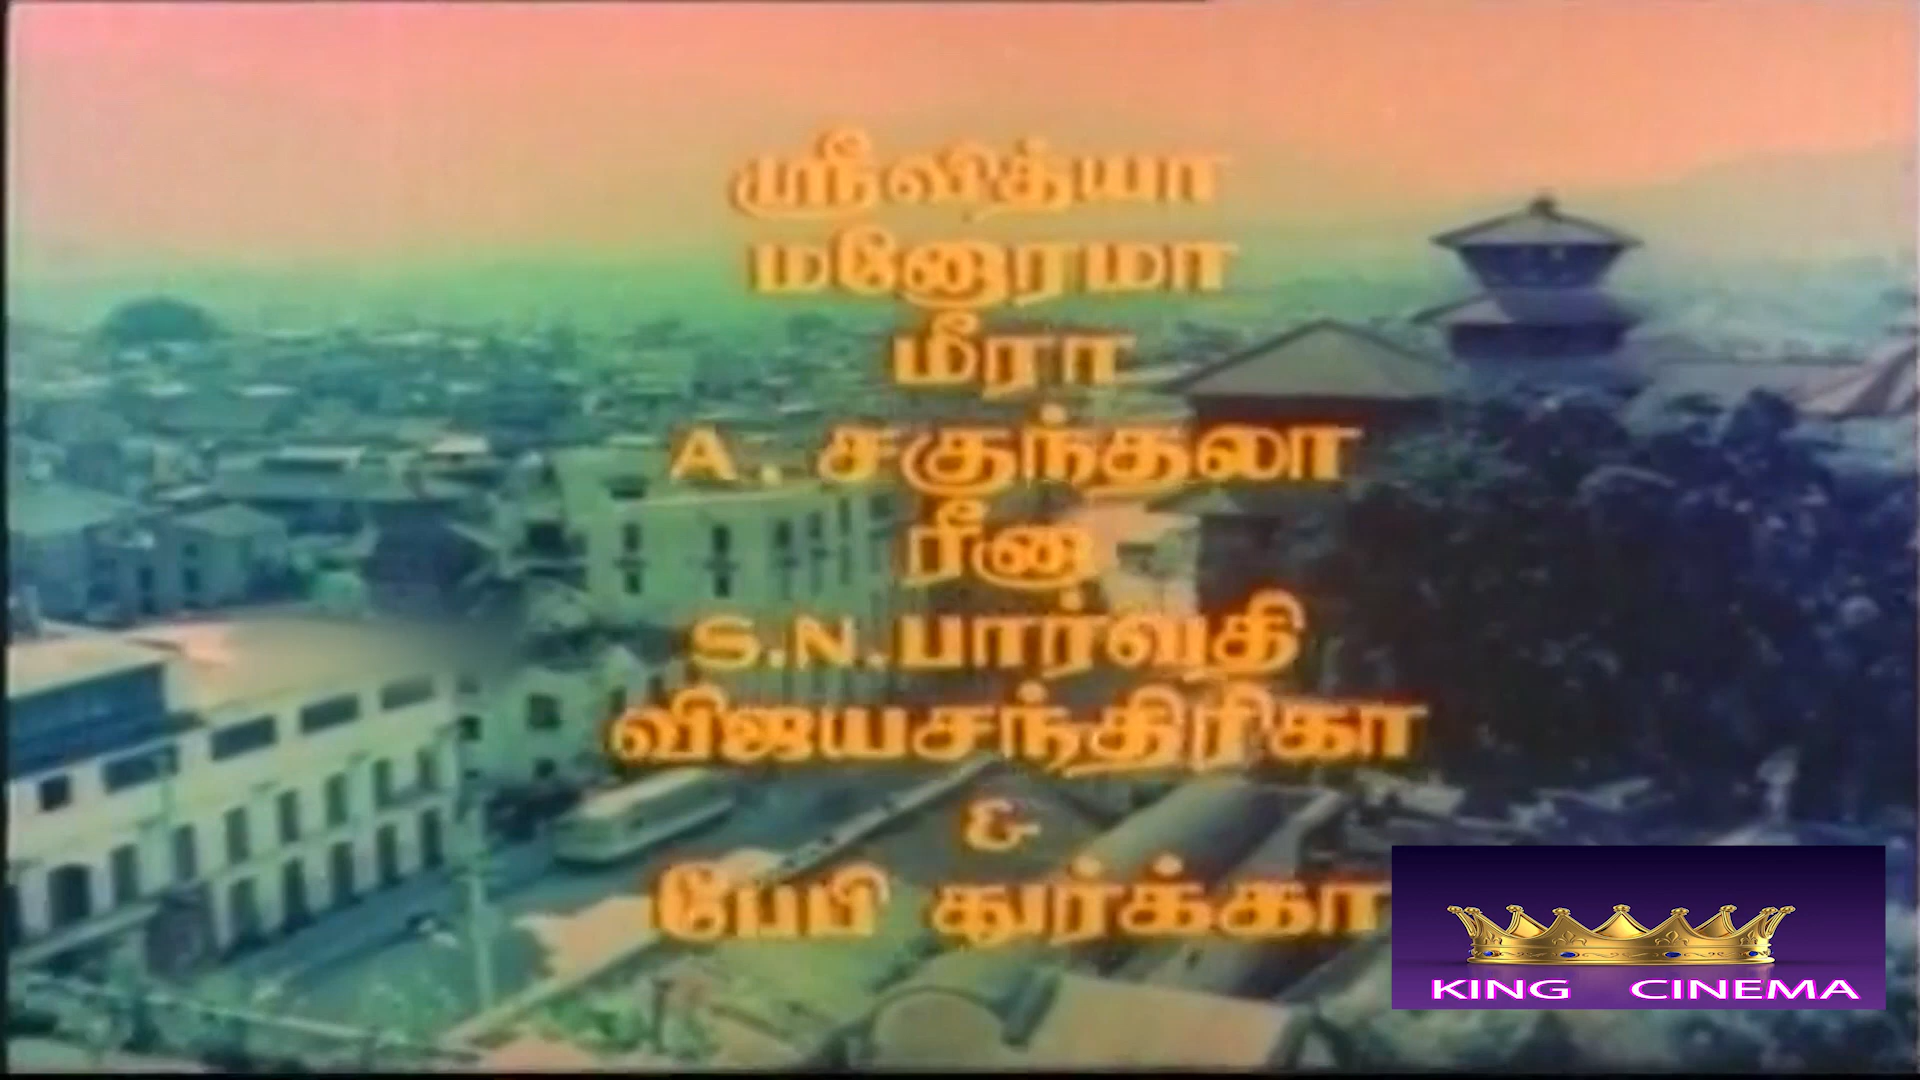 ஸ்ரீவித்யா
மனோரமா
மீரா
A. சகுந்தலா
ரீனா
S.N. பார்வதி
விஜயசந்திரிகா
&
பேபி துர்க்கா
KING CINEMA